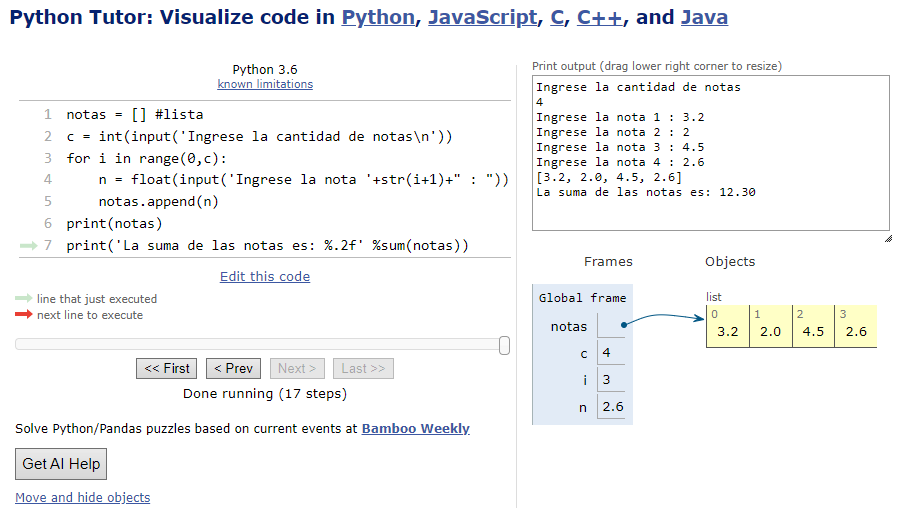 Python Tutor: Visualize code in Python, JavaScript, C, C++, and Java
Python 3.6
known limitations
1 notas = [] #lista
2 c = int(input('Ingrese la cantidad de notas\n'))
3 for i in range(0,c):
4     n = float(input('Ingrese la nota '+str(i+1)+" : "))
5     notas.append(n)
6 print(notas)
7 print('La suma de las notas es: %.2f' %sum(notas))
Edit this code
line that just executed
next line to execute
<< First < Prev Next > Last >>
Done running (17 steps)
Solve Python/Pandas puzzles based on current events at Bamboo Weekly
Get AI Help
Move and hide objects
Print output (drag lower right corner to resize)
Ingrese la cantidad de notas
4
Ingrese la nota 1 : 3.2
Ingrese la nota 2 : 2
Ingrese la nota 3 : 4.5
Ingrese la nota 4 : 2.6
[3.2, 2.0, 4.5, 2.6]
La suma de las notas es: 12.30
Frames Objects
Global frame
notas
c 4
i 3
n 2.6
list
0 1 2 3
3.2 2.0 4.5 2.6